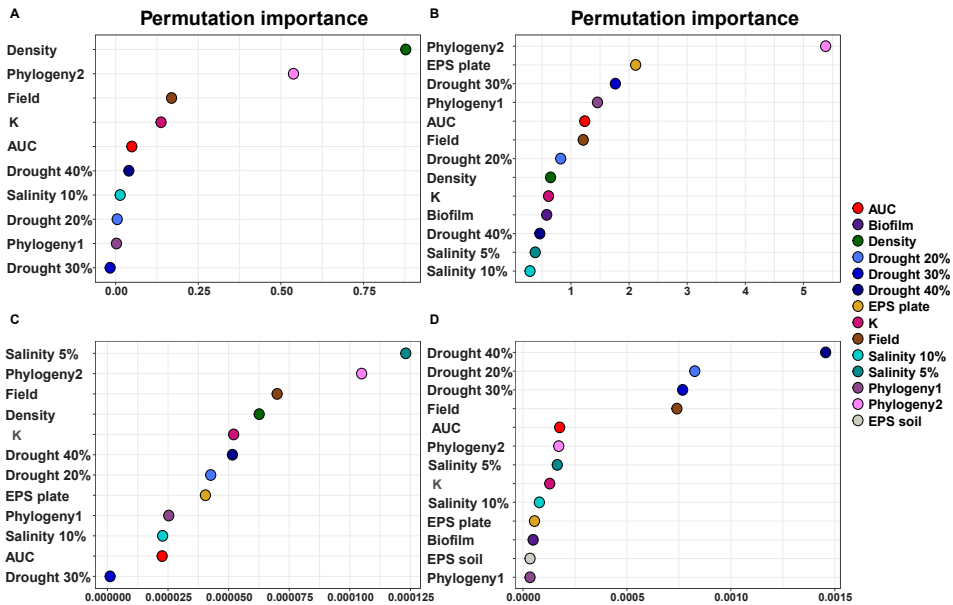 A
Permutation importance
Density
Phylogeny2
Field
K
AUC
Drought 40%
Salinity 10%
Drought 20%
Phylogeny1
Drought 30%
0.00 0.25 0.50 0.75
B
Permutation importance
Phylogeny2
EPS plate
Drought 30%
Phylogeny1
AUC
Field
Drought 20%
Density
K
Biofilm
Drought 40%
Salinity 5%
Salinity 10%
1 2 3 4 5
C
Salinity 5%
Phylogeny2
Field
Density
K
Drought 40%
Drought 20%
EPS plate
Phylogeny1
Salinity 10%
AUC
Drought 30%
0.000000 0.000025 0.000050 0.000075 0.000100 0.000125
D
Drought 40%
Drought 20%
Drought 30%
Field
AUC
Phylogeny2
Salinity 5%
K
Salinity 10%
EPS plate
Biofilm
EPS soil
Phylogeny1
0.0000 0.0005 0.0010 0.0015
AUC
Biofilm
Density
Drought 20%
Drought 30%
Drought 40%
EPS plate
K
Field
Salinity 10%
Salinity 5%
Phylogeny1
Phylogeny2
EPS soil